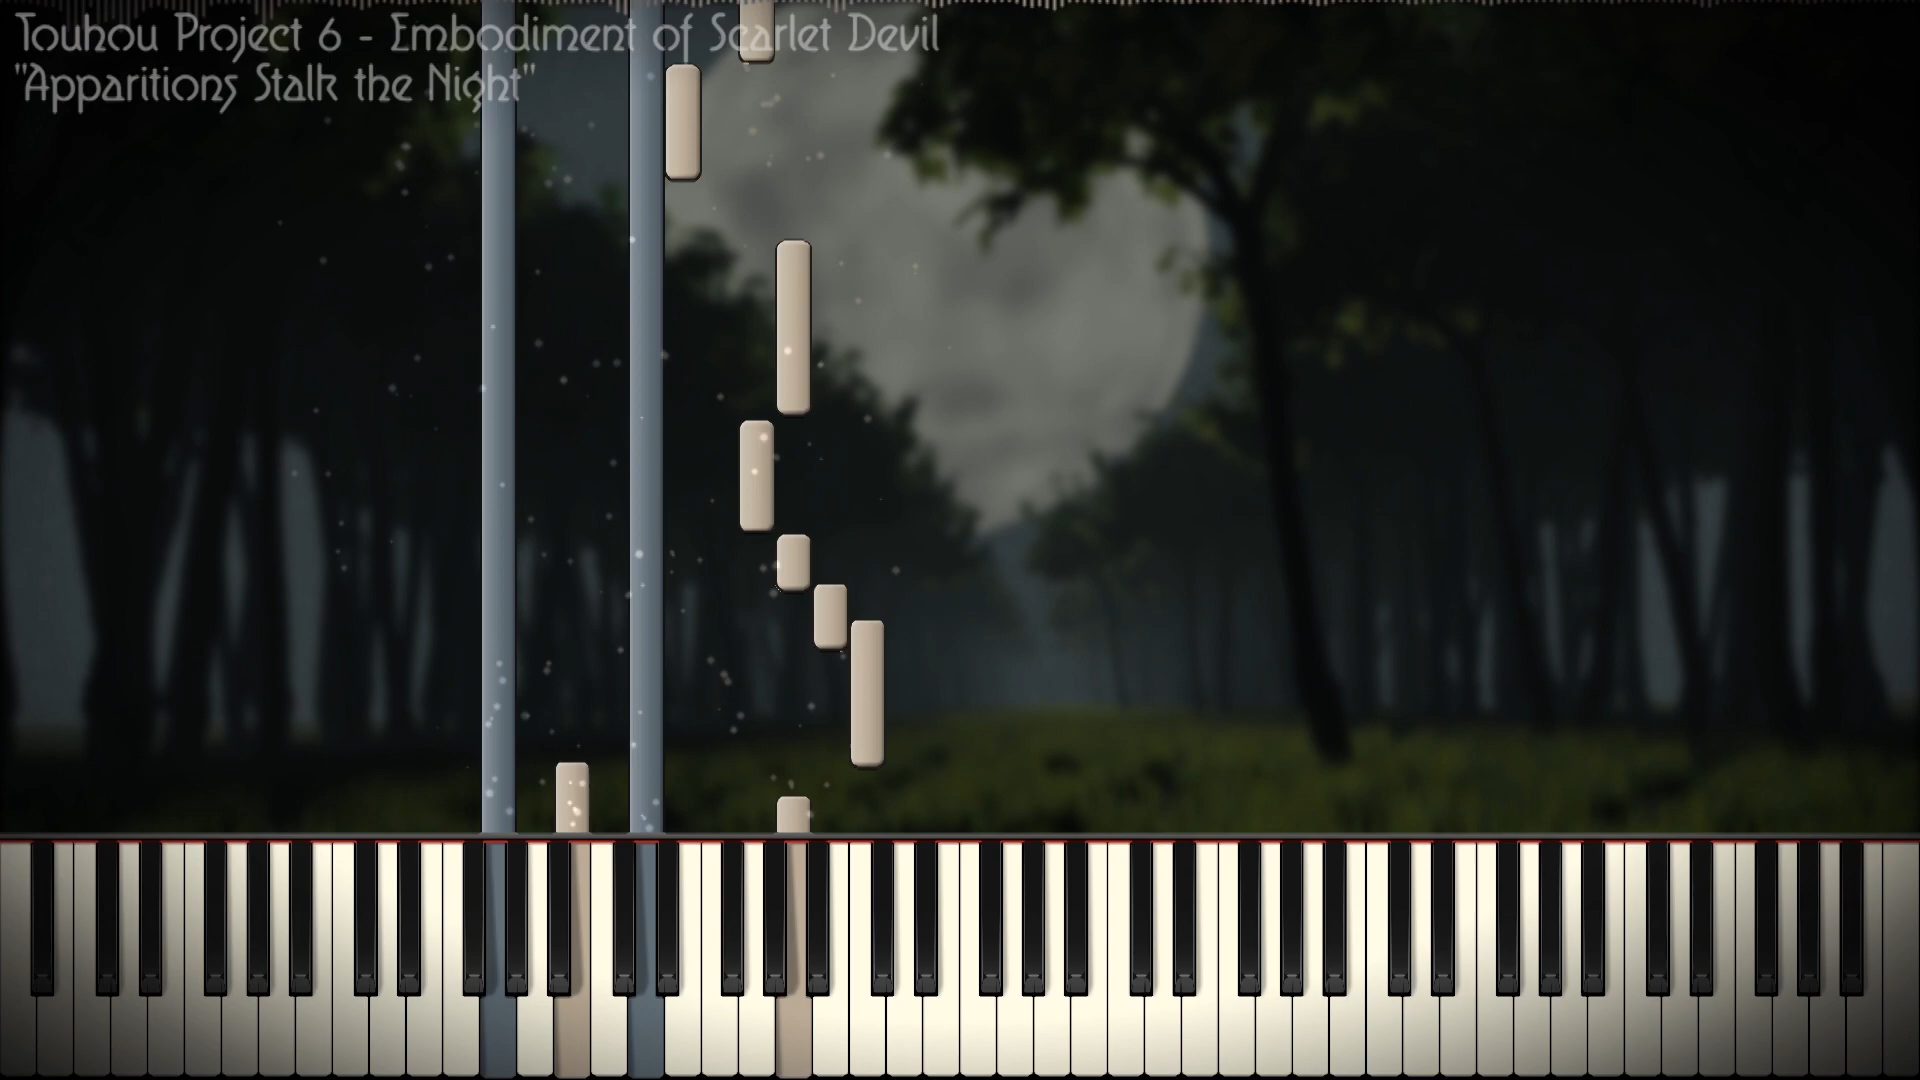 Touhou Project 6 - Embodiment of Scarlet Devil
"Apparitions Stalk the Night"